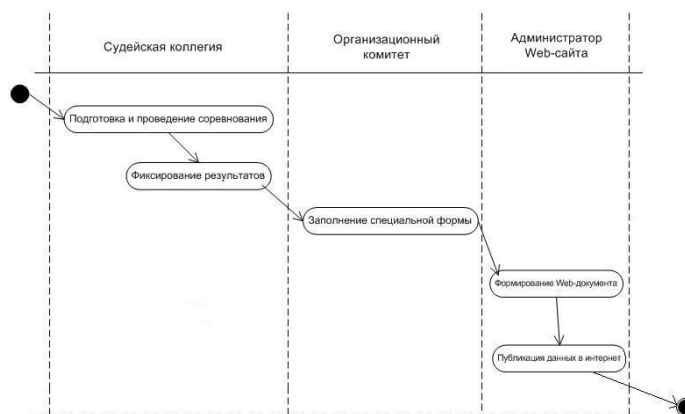 Судейская коллегия
Организационный
комитет
Администратор
Web-сайта
Подготовка и проведение соревнования
Фиксирование результатов
Заполнение специальной формы
Формирование Web-документа
Публикация данных в интернет